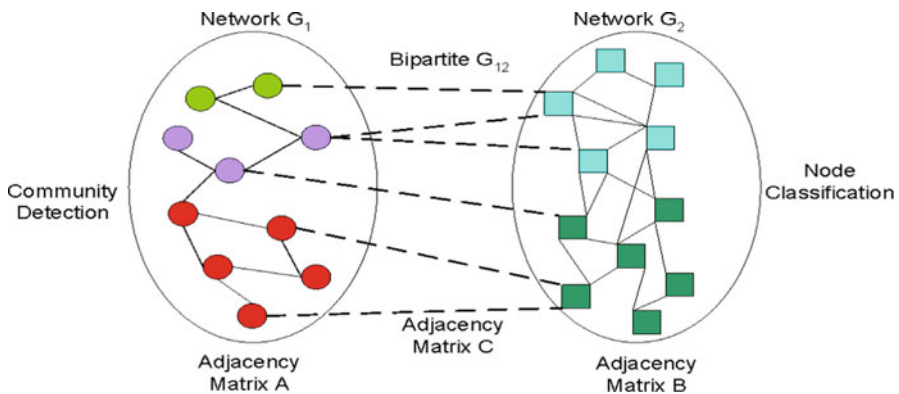 Network G1
Network G2
Bipartite G12
Community
Detection
Node
Classification
Adjacency
Matrix C
Adjacency
Matrix A
Adjacency
Matrix B